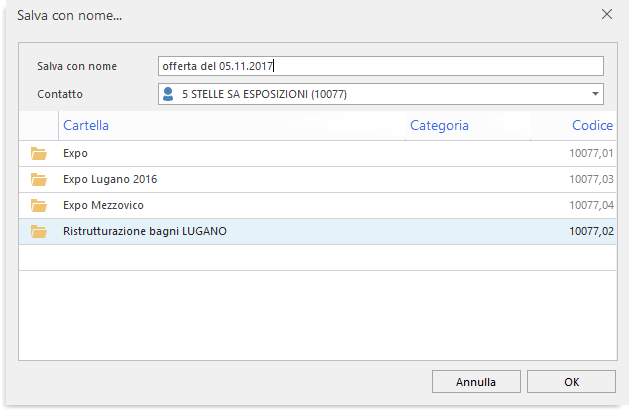 Salva con nome...
Salva con nome offerta del 05.11.2017
Contatto 5 STELLE SA ESPOSIZIONI (10077)
Cartella Categoria Codice
Expo 10077,01
Expo Lugano 2016 10077,03
Expo Mezzovico 10077,04
Ristrutturazione bagni LUGANO 10077,02
Annulla OK